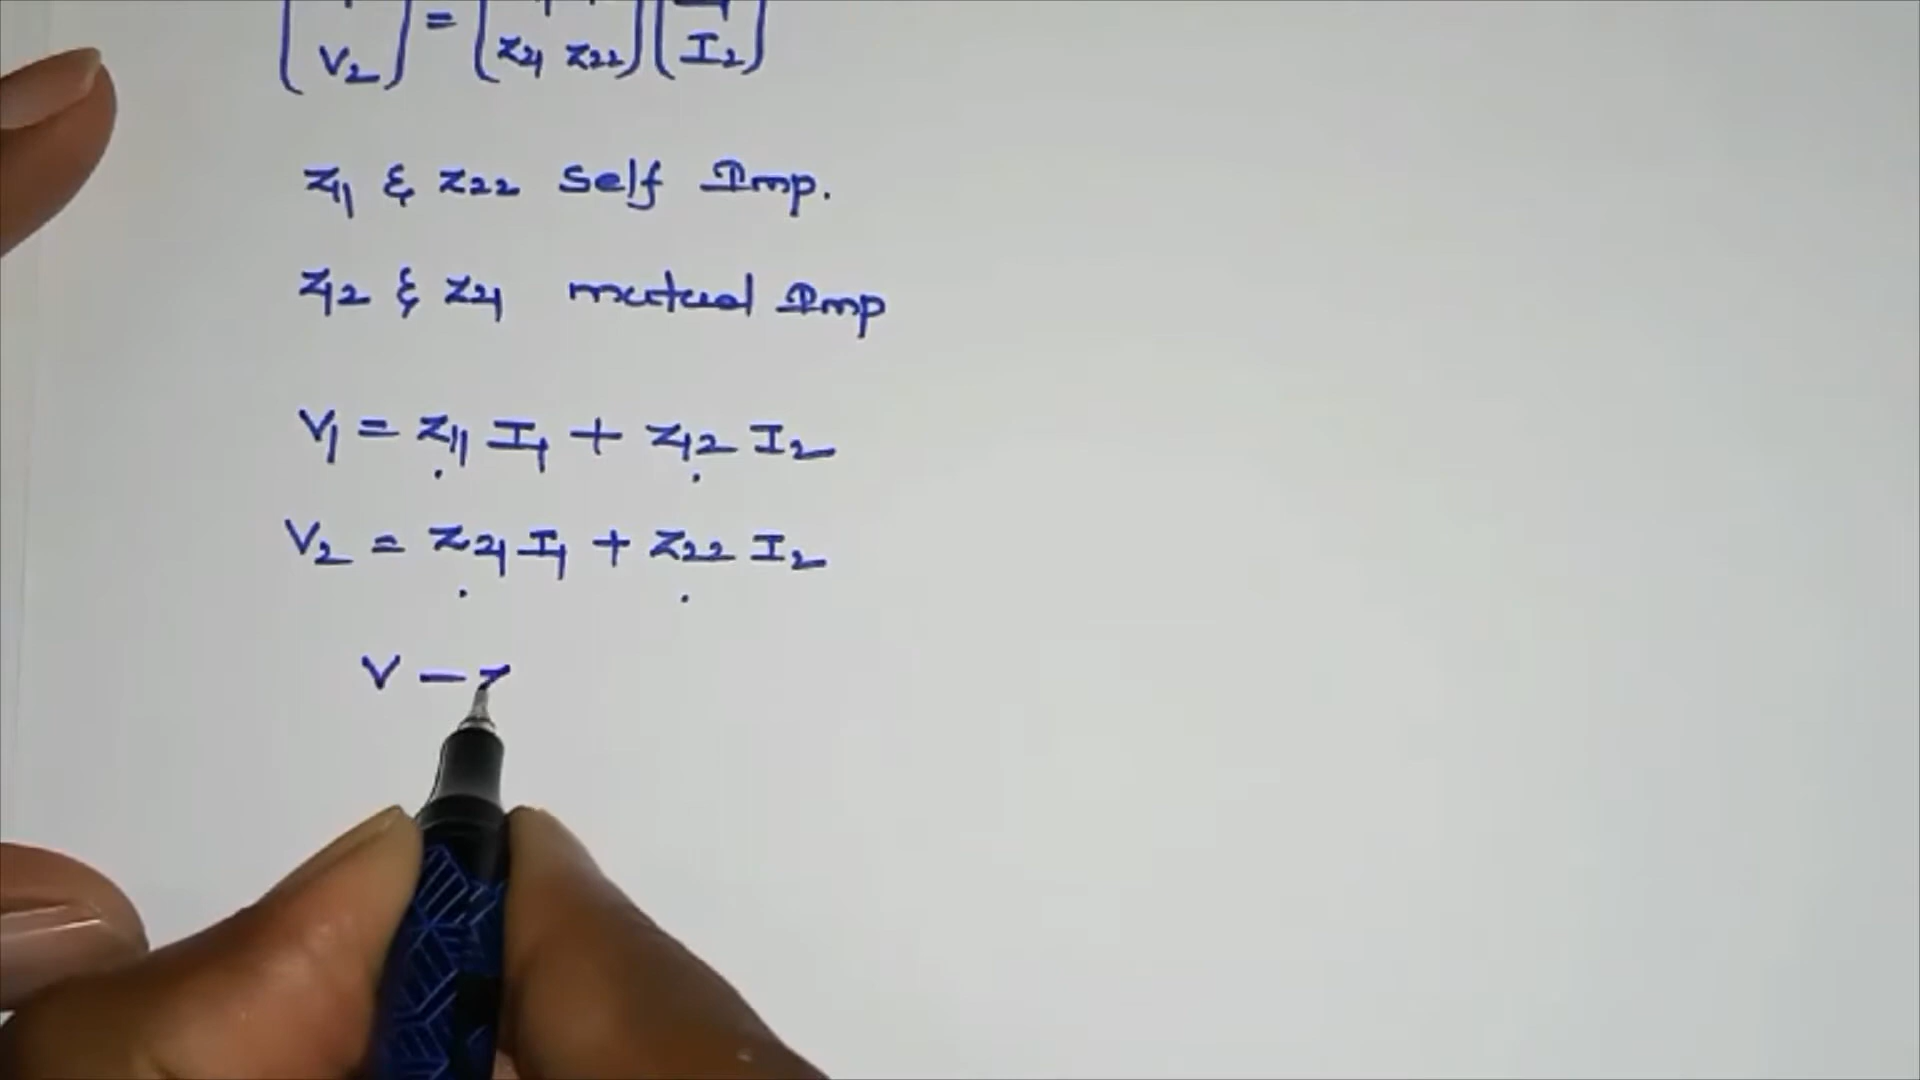 V2 = Z21 Z22 I2
Z11 & Z22 Self Imp.
Z12 & Z21 mutual Imp
V1 = Z11 I1 + Z12 I2
V2 = Z21 I1 + Z22 I2
V - Z